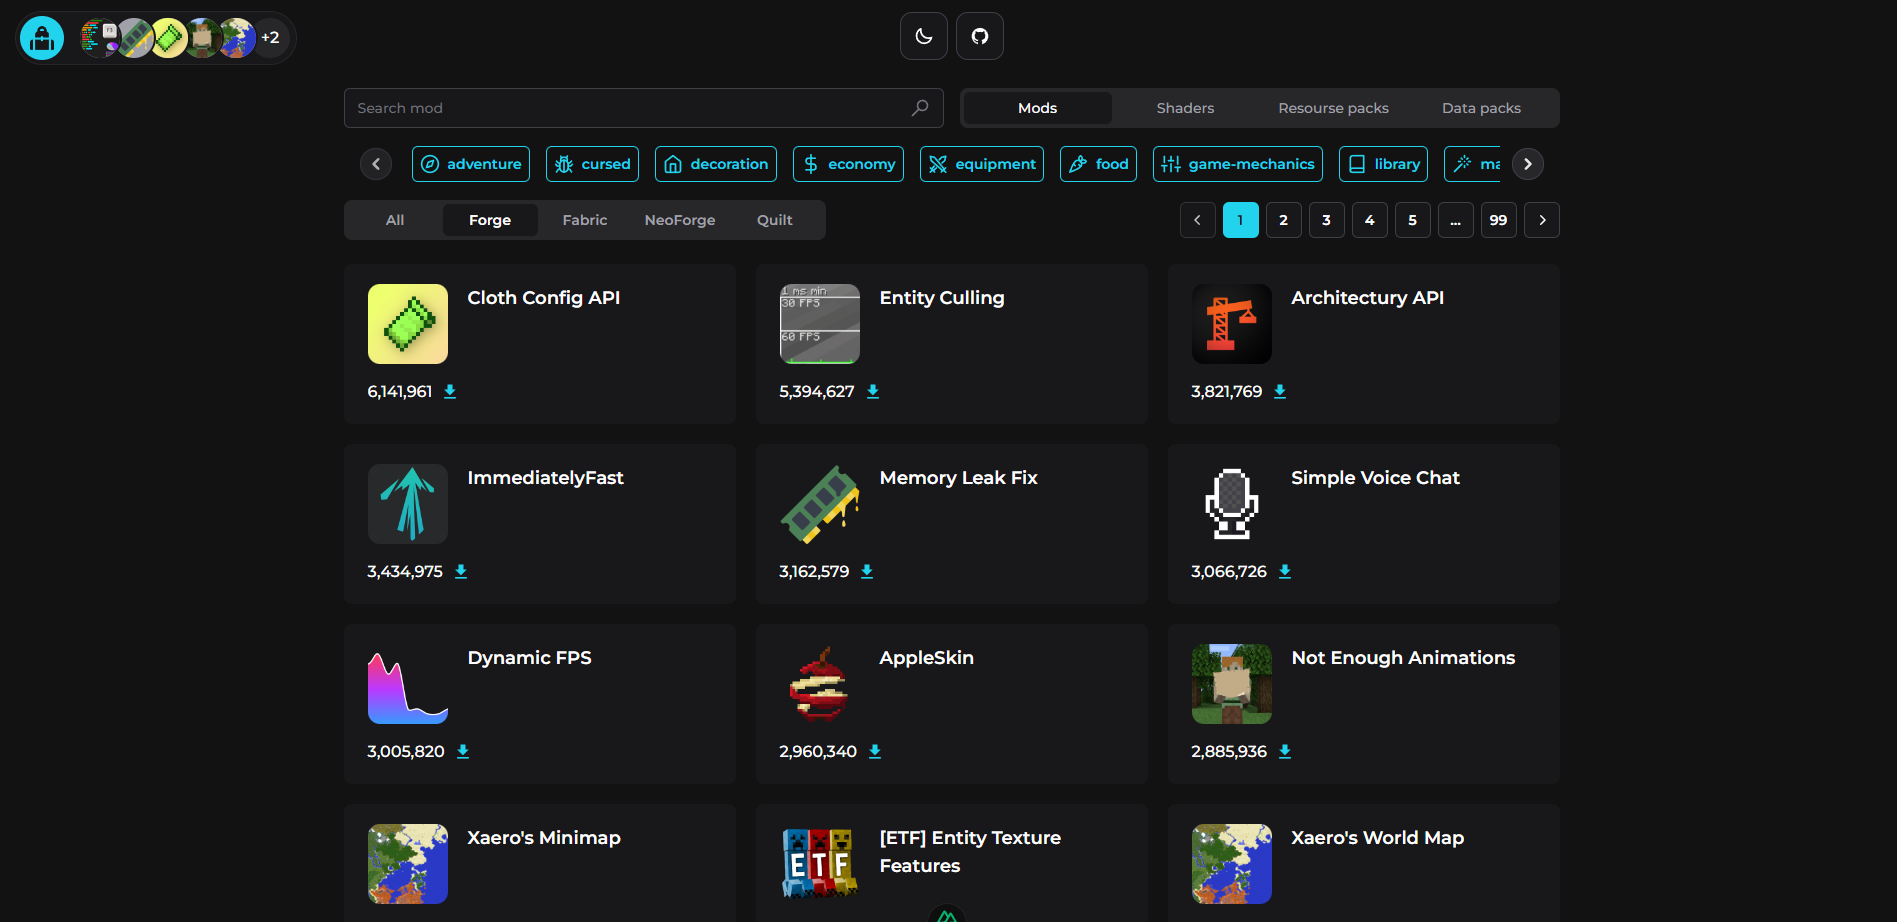 +2
Search mod
Mods
Shaders
Resourse packs
Data packs
adventure
cursed
decoration
economy
equipment
food
game-mechanics
library
ma
All
Forge
Fabric
NeoForge
Quilt
1
2
3
4
5
...
99
Cloth Config API
6,141,961
1 ms min
30 FPS
60 FPS
Entity Culling
5,394,627
Architectury API
3,821,769
ImmediatelyFast
3,434,975
Memory Leak Fix
3,162,579
Simple Voice Chat
3,066,726
Dynamic FPS
3,005,820
AppleSkin
2,960,340
Not Enough Animations
2,885,936
Xaero's Minimap
ETF
[ETF] Entity Texture
Features
Xaero's World Map